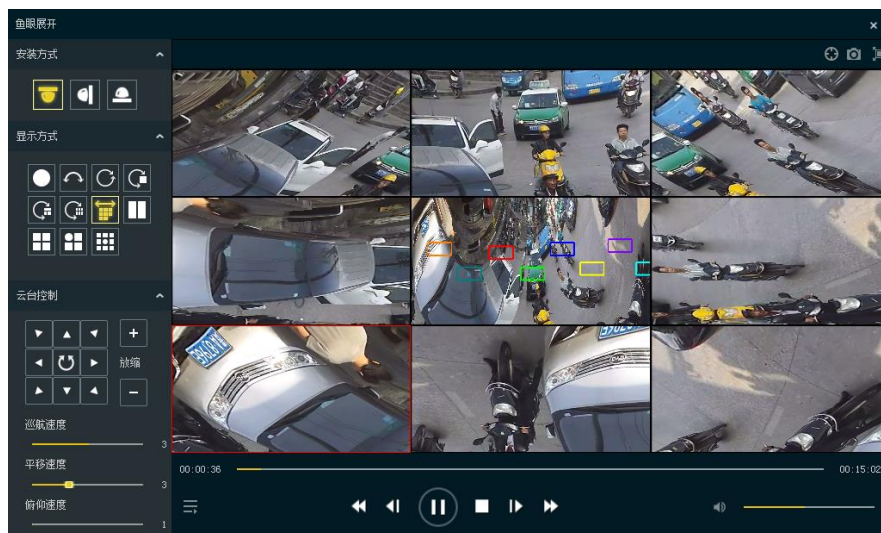 鱼眼展开
×
安装方式
显示方式
云台控制
+
放缩
−
巡航速度
3
平移速度
3
俯仰速度
1
00:00:36
00:15:02